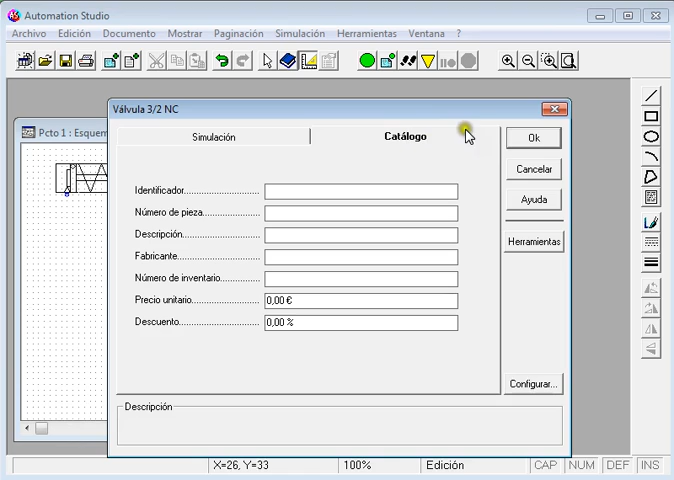 Automation Studio
Archivo Edición Documento Mostrar Paginación Simulación Herramientas Ventana ?
Válvula 3/2 NC
Pcto 1 : Esquem
Simulación
Catálogo
Ok
Cancelar
Ayuda
Herramientas
Configurar...
Identificador
Número de pieza
Descripción
Fabricante
Número de inventario
Precio unitario 0,00 €
Descuento 0,00 %
Descripción
X=26, Y=33 100% Edición CAP NUM DEF INS